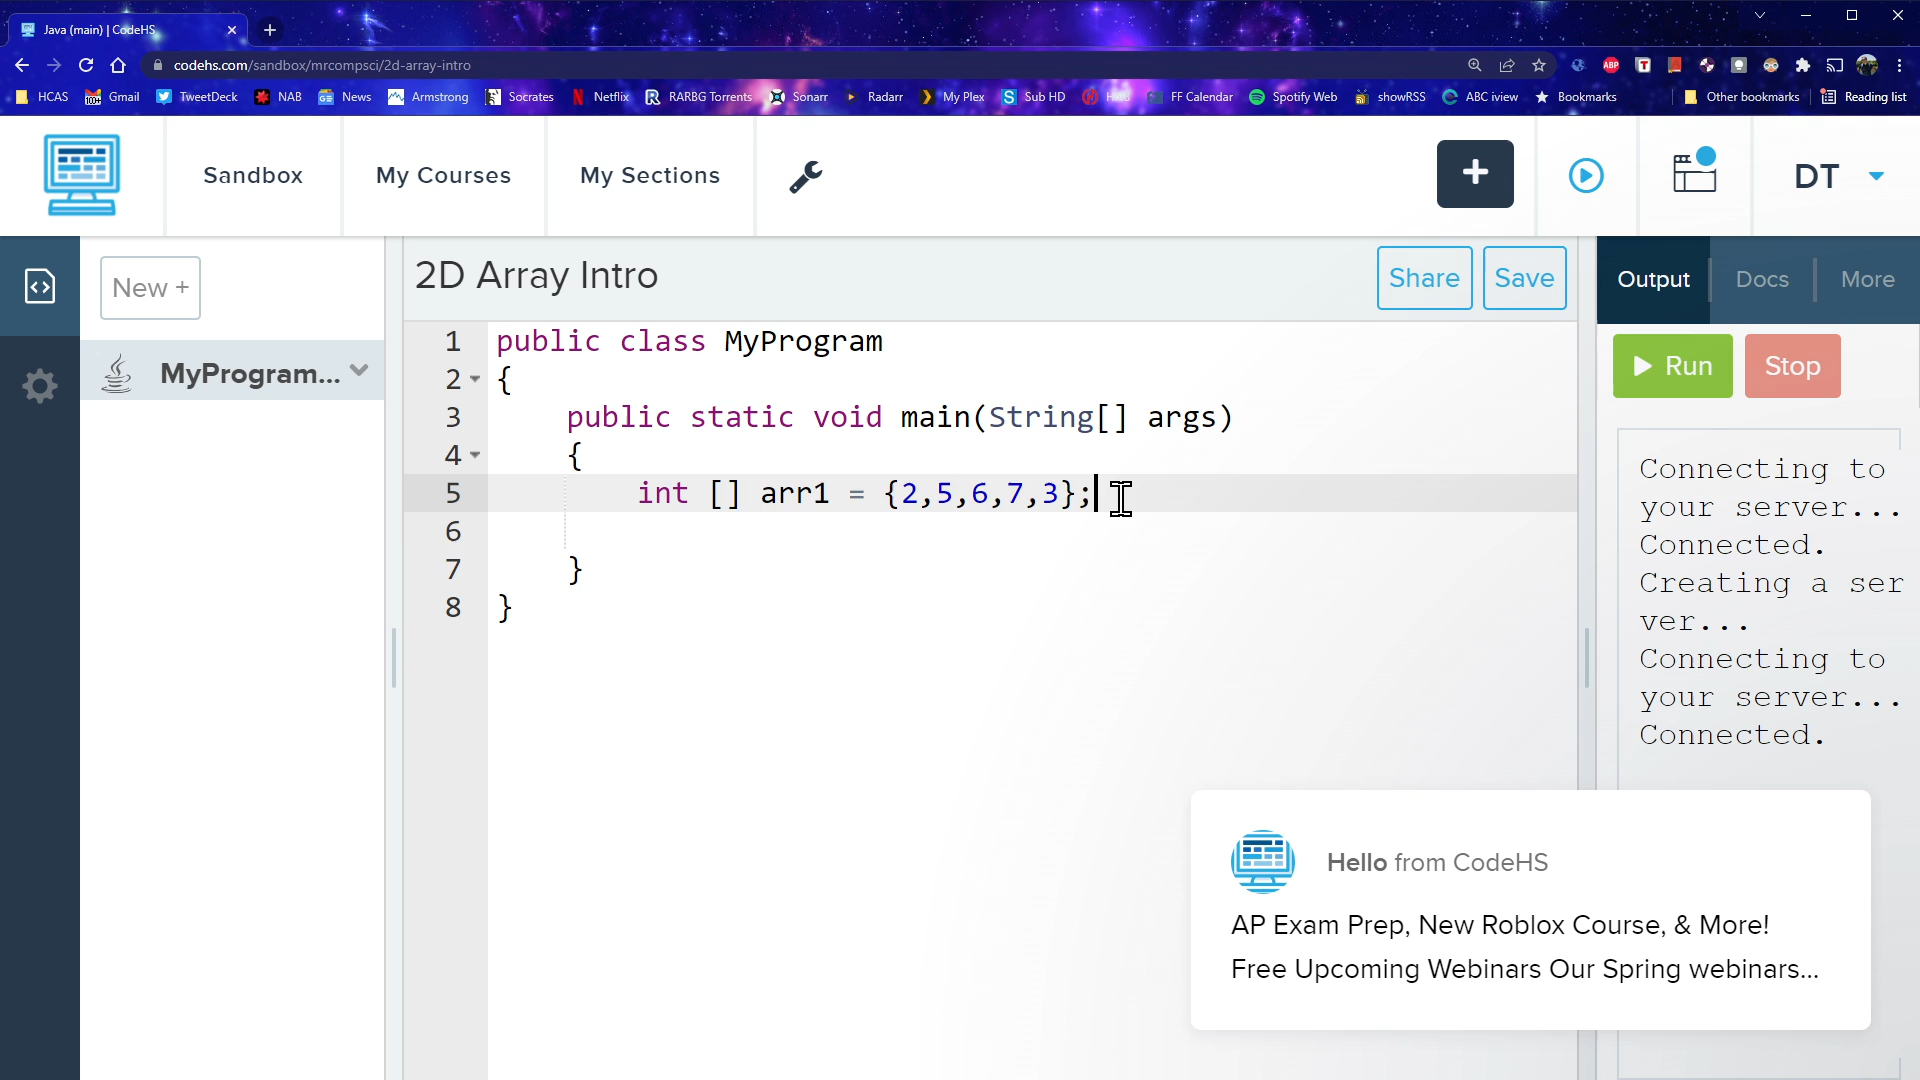 Java (main) | CodeHS
codehs.com/sandbox/mrcompsci/2d-array-intro
ABP
T
HCAS
Gmail
TweetDeck
NAB
News
Armstrong
Socrates
Netflix
RARBG Torrents
Sonarr
Radarr
My Plex
Sub HD
FF Calendar
Spotify Web
showRSS
ABC iview
Bookmarks
Other bookmarks
Reading list
Sandbox
My Courses
My Sections
+
DT
New +
MyProgram...
2D Array Intro
Share
Save
Output
Docs
More
Run
Stop
1 public class MyProgram
2 {
3 public static void main(String[] args)
4 {
5 int [] arr1 = {2,5,6,7,3};
6
7 }
8 }
Connecting to
your server...
Connected.
Creating a ser
ver...
Connecting to
your server...
Connected.
Hello from CodeHS
AP Exam Prep, New Roblox Course, & More!
Free Upcoming Webinars Our Spring webinars...